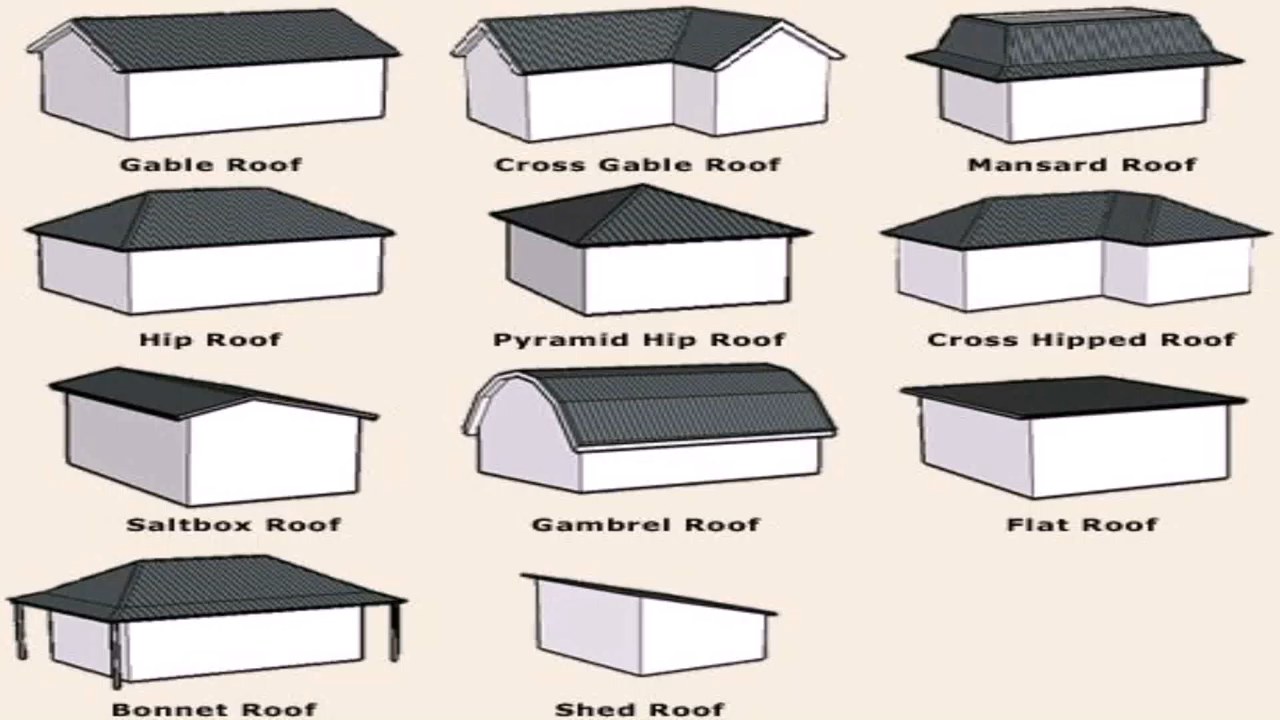 Gable Roof
Cross Gable Roof
Mansard Roof
Hip Roof
Pyramid Hip Roof
Cross Hipped Roof
Saltbox Roof
Gambrel Roof
Flat Roof
Bonnet Roof
Shed Roof